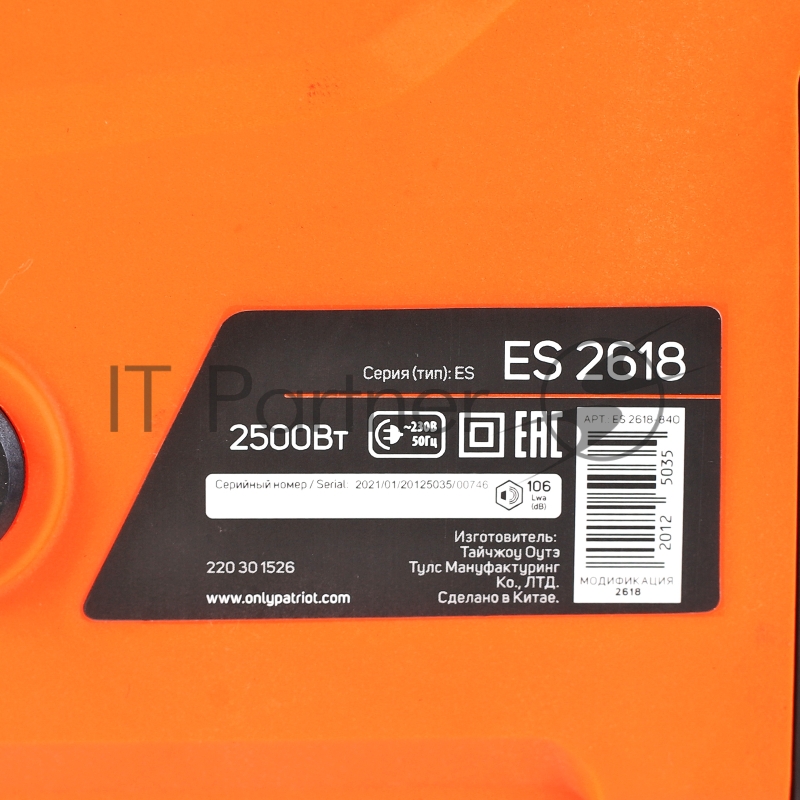 ES 2618
Серия (тип): ES
IT Partner
АРТ. ES 2618-840
2500Вт
~230В
50Гц
EAC
Серийный номер / Serial: 2021/01/20125035/00746
106
Lwa
(dB)
2012 5035
Изготовитель:
Тайчжоу Оутэ
Тулс Мануфактуринг
Ко., ЛТД.
Сделано в Китае.
220 30 1526
www.onlypatriot.com
МОДИФИКАЦИЯ
2618